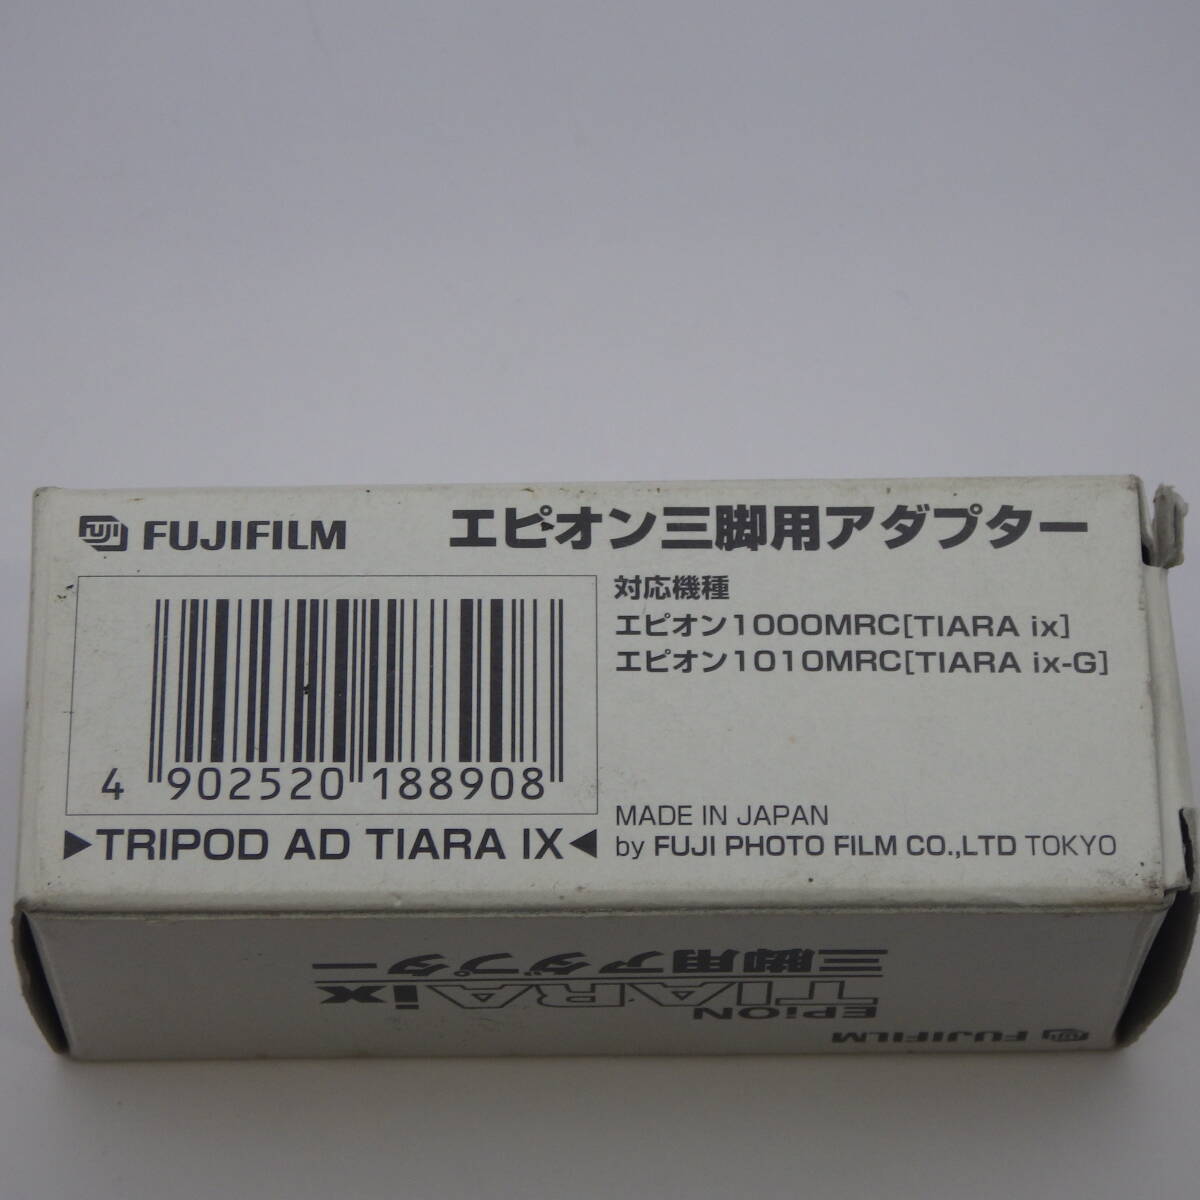 FUJI FUJIFILM
エピオン三脚用アダプター
対応機種
エピオン1000MRC[TIARA ix]
エピオン1010MRC[TIARA ix-G]
4 902520 188908
▶TRIPOD AD TIARA IX◀
MADE IN JAPAN
by FUJI PHOTO FILM CO.,LTD TOKYO
FUJI FUJIFILM
EPiON
TIARA ix
三脚用アダプター